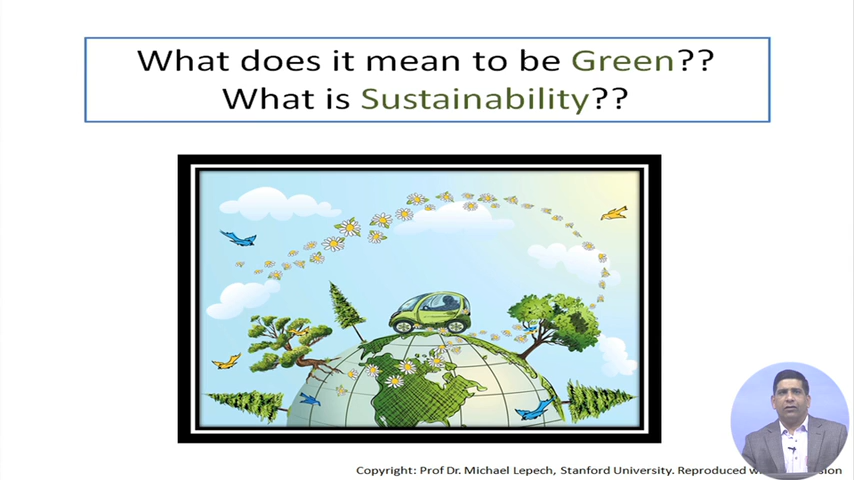 What does it mean to be Green??
What is Sustainability??
Copyright: Prof Dr. Michael Lepech, Stanford University. Reproduced